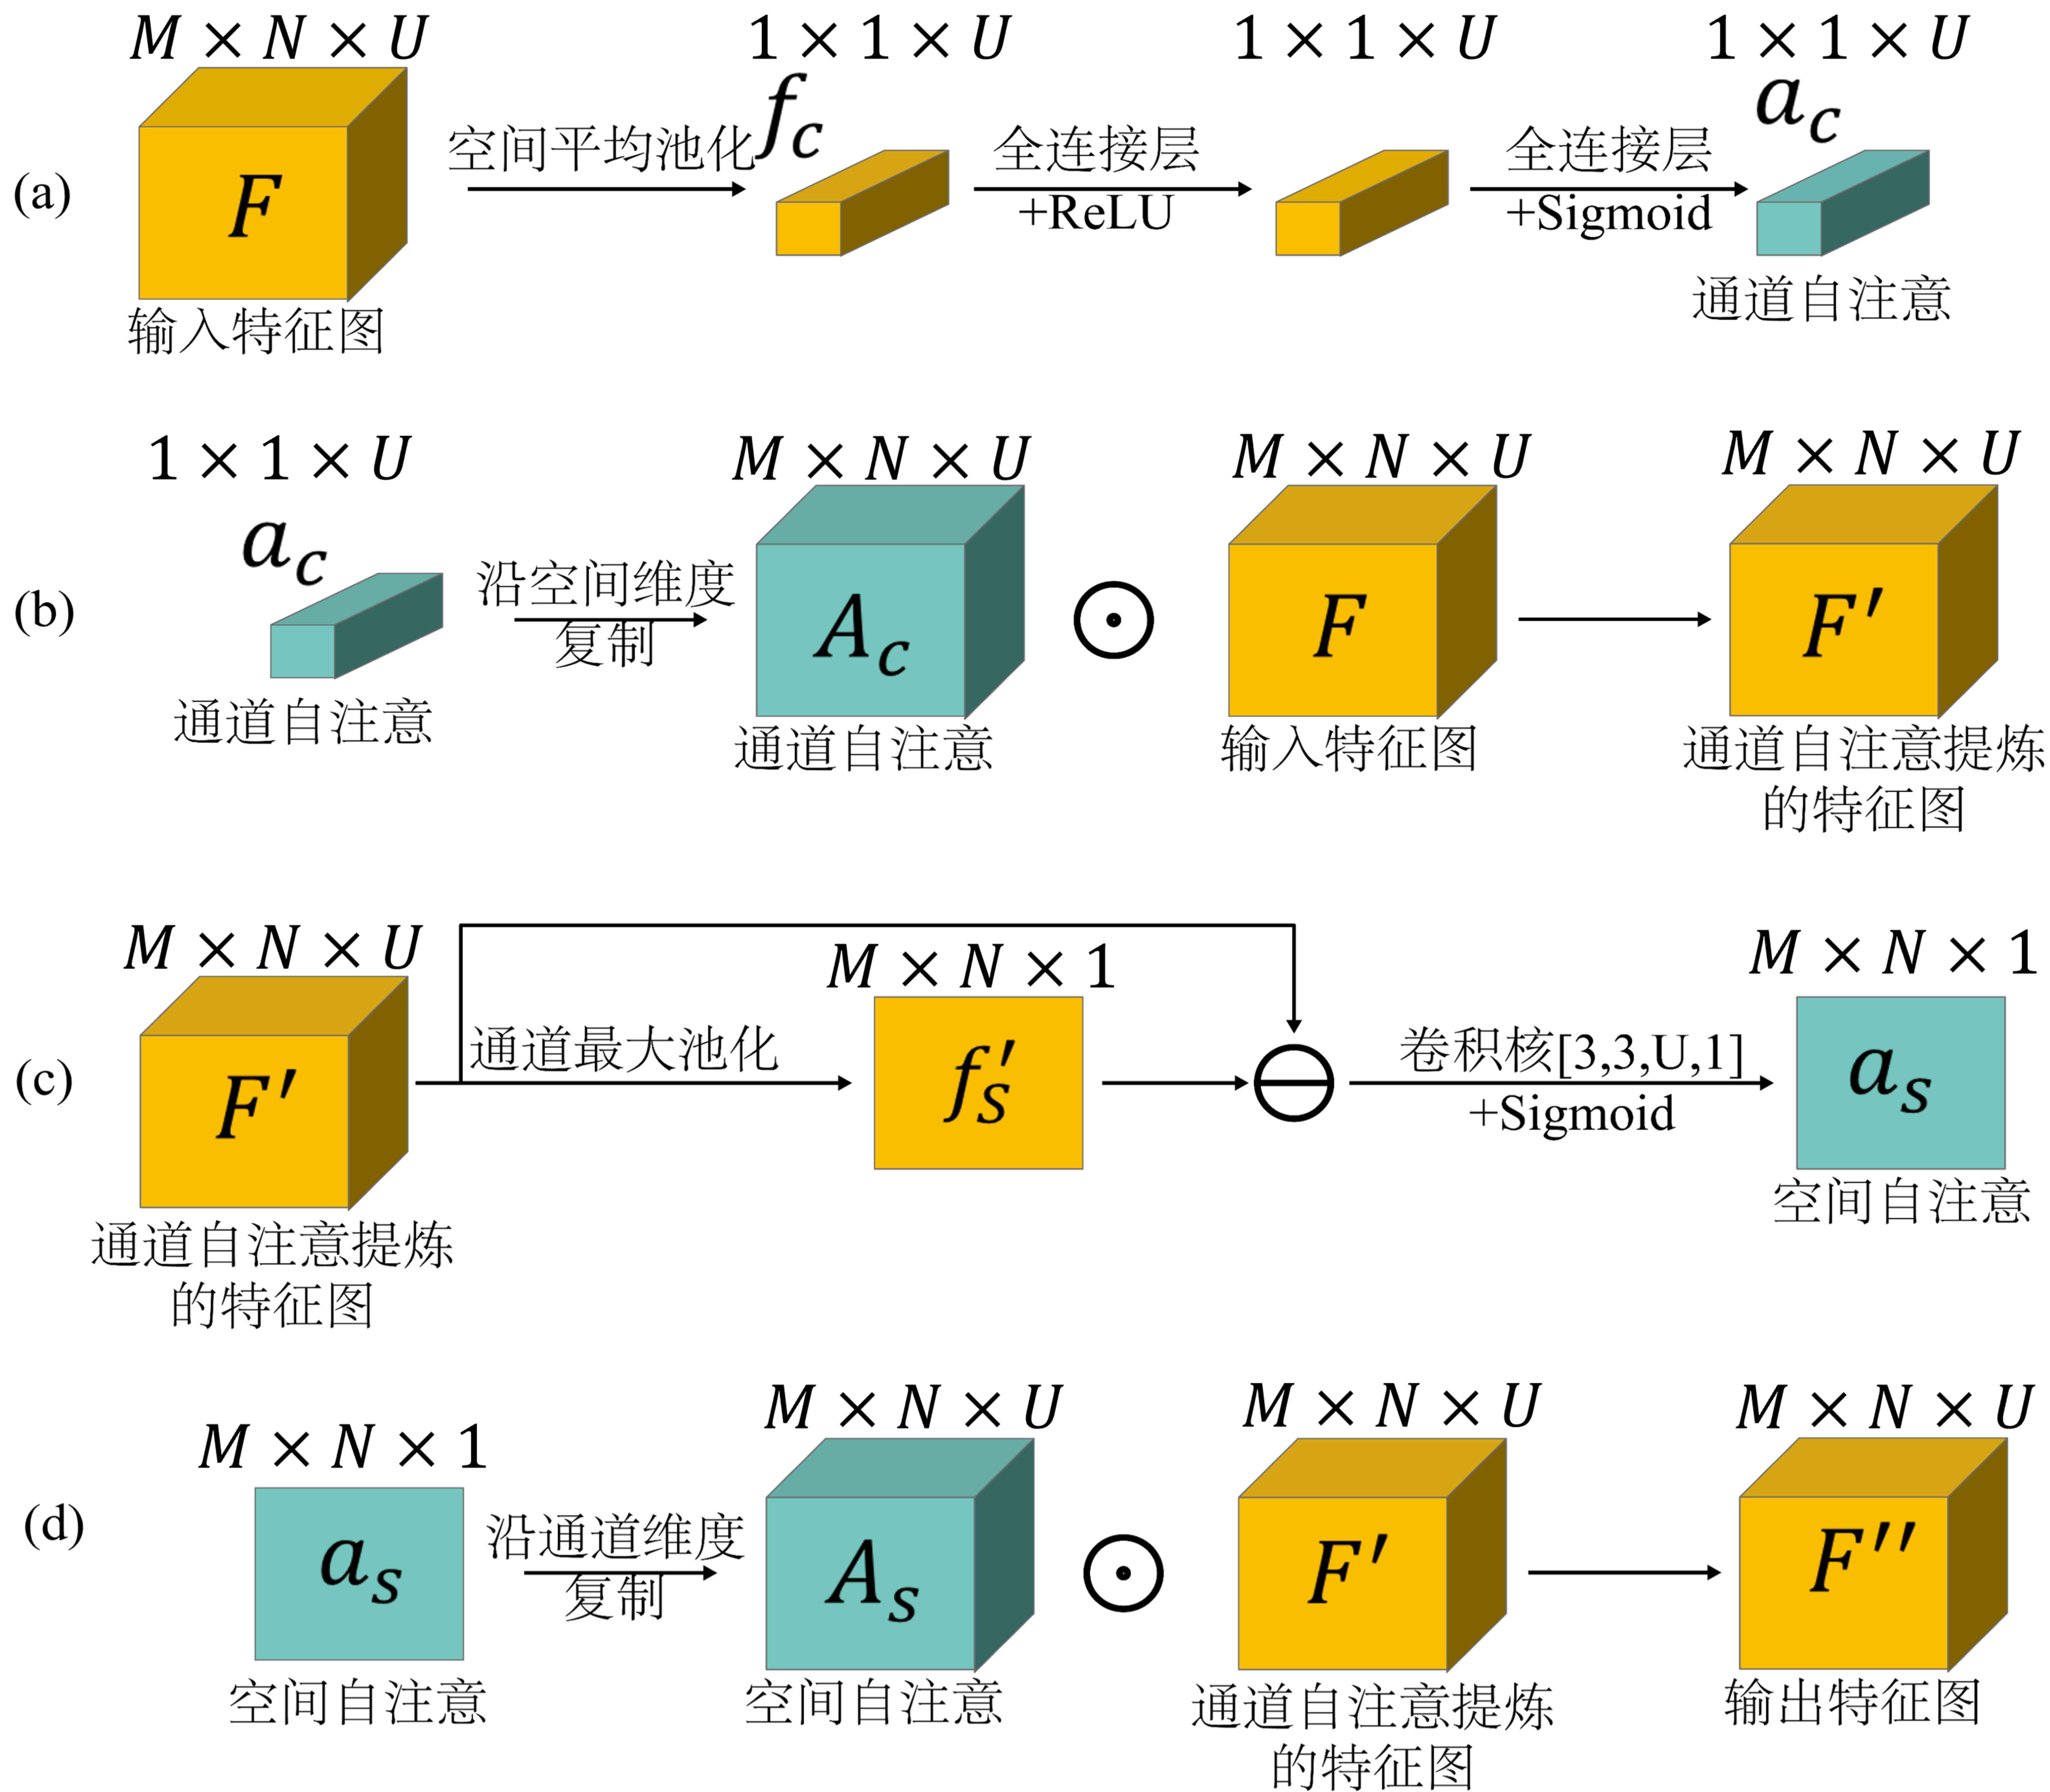 M × N × U
1 × 1 × U
1 × 1 × U
1 × 1 × U
(a)
F
输入特征图
空间平均池化
f_c
全连接层
+ReLU
全连接层
+Sigmoid
a_c
通道自注意
1 × 1 × U
M × N × U
M × N × U
M × N × U
(b)
a_c
通道自注意
沿空间维度
复制
A_c
通道自注意
⊙
F
输入特征图
F′
通道自注意提炼
的特征图
M × N × U
M × N × 1
M × N × 1
(c)
F′
通道自注意提炼
的特征图
通道最大池化
f′_s
⊖
卷积核[3,3,U,1]
+Sigmoid
a_s
空间自注意
M × N × 1
M × N × U
M × N × U
M × N × U
(d)
a_s
空间自注意
沿通道维度
复制
A_s
空间自注意
⊙
F′
通道自注意提炼
的特征图
F′′
输出特征图